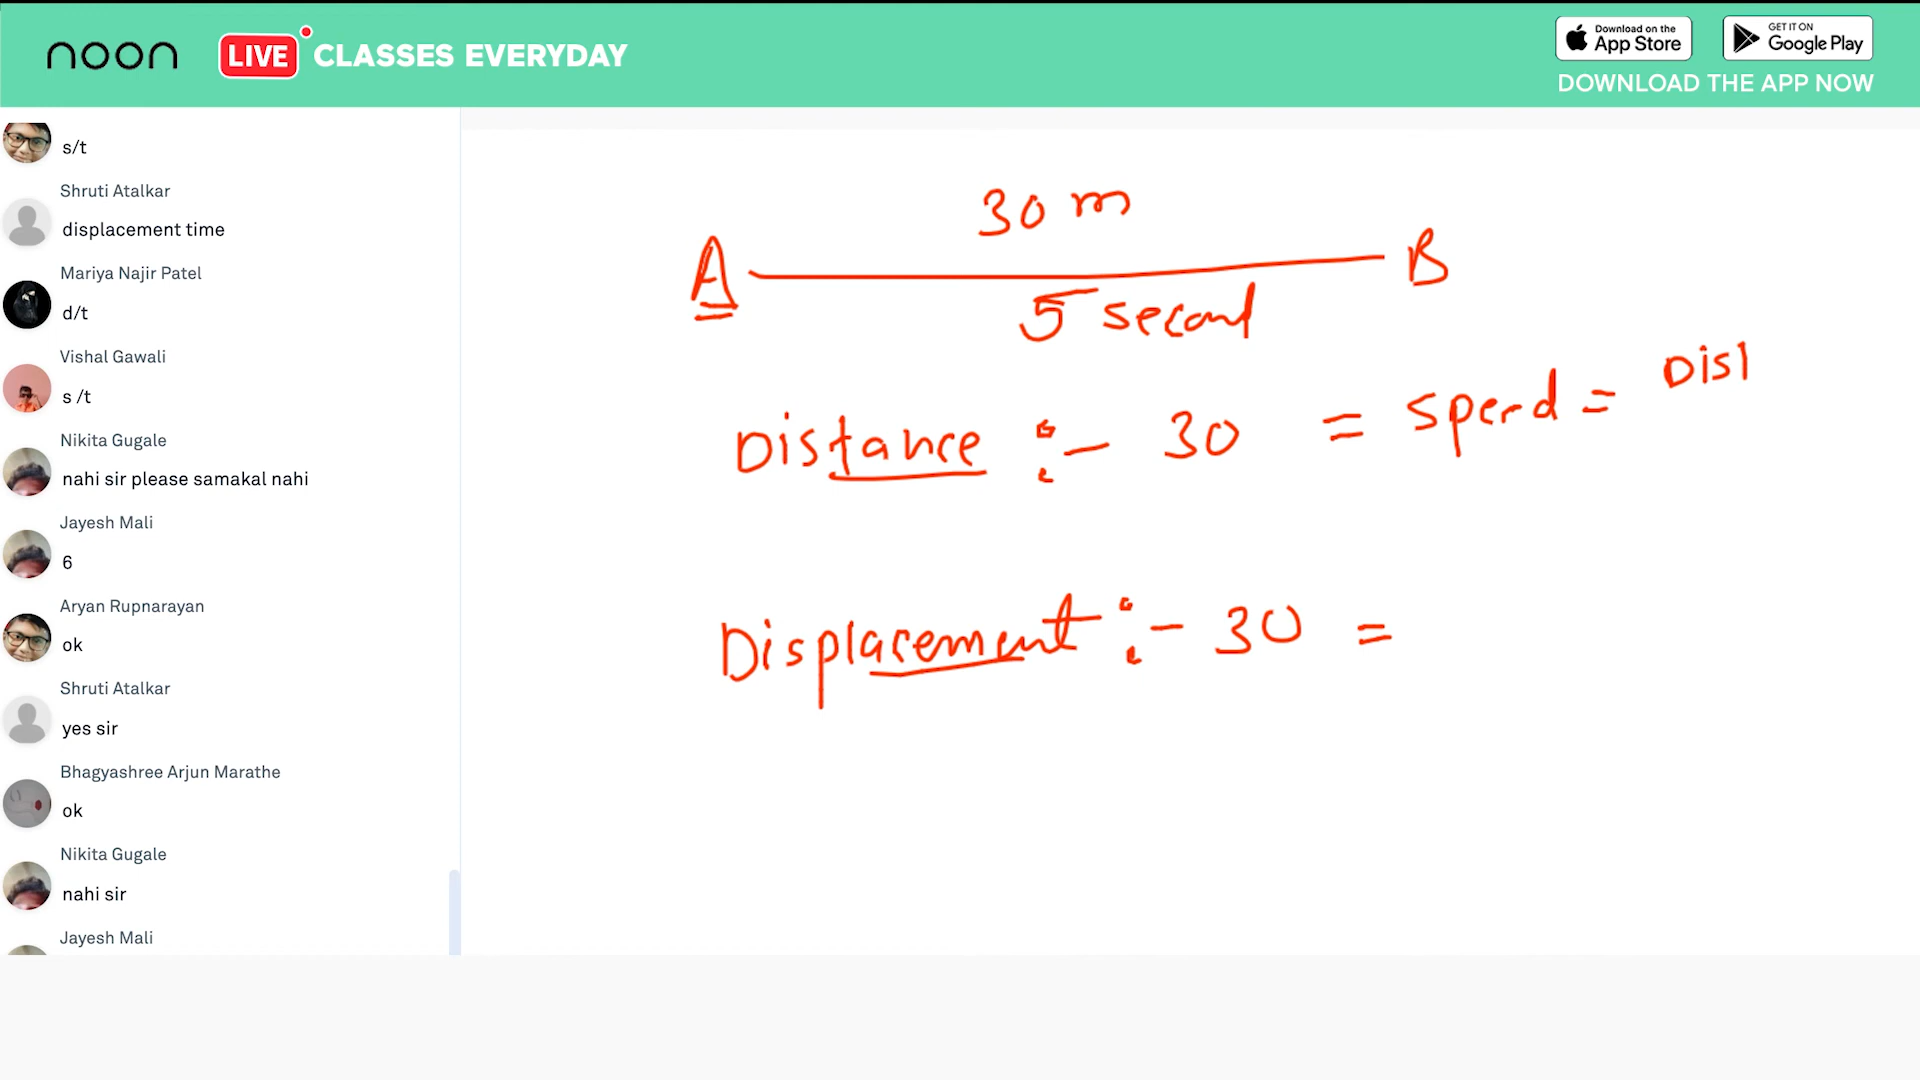 noon LIVE CLASSES EVERYDAY
Download on the App Store
GET IT ON Google Play
DOWNLOAD THE APP NOW
s/t
Shruti Atalkar
displacement time
Mariya Najir Patel
d/t
Vishal Gawali
s /t
Nikita Gugale
nahi sir please samakal nahi
Jayesh Mali
6
Aryan Rupnarayan
ok
Shruti Atalkar
yes sir
Bhagyashree Arjun Marathe
ok
Nikita Gugale
nahi sir
Jayesh Mali
30 m
A B
5 second
Distance :- 30 = speed = Dist
Displacement :- 30 =